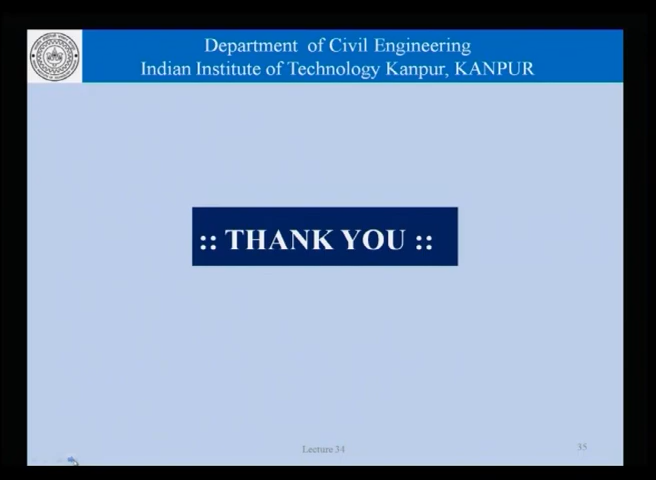 Department of Civil Engineering
Indian Institute of Technology Kanpur, KANPUR
:: THANK YOU ::
Lecture 34
35